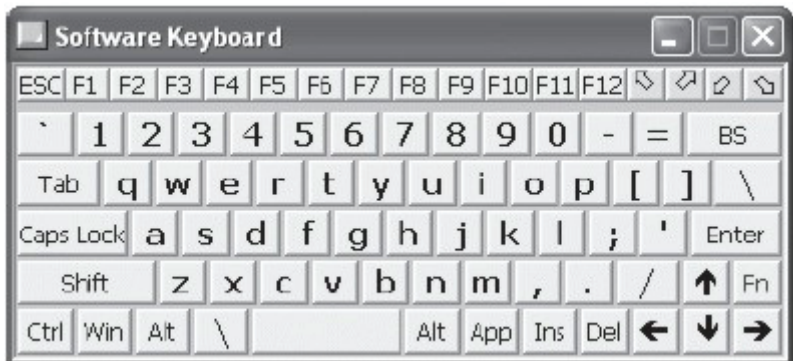 Software Keyboard
ESC F1 F2 F3 F4 F5 F6 F7 F8 F9 F10 F11 F12
` 1 2 3 4 5 6 7 8 9 0 - = BS
Tab q w e r t y u i o p [ ] \
Caps Lock a s d f g h j k l ; ' Enter
Shift z x c v b n m , . / ↑ Fn
Ctrl Win Alt \ Alt App Ins Del ← ↓ →